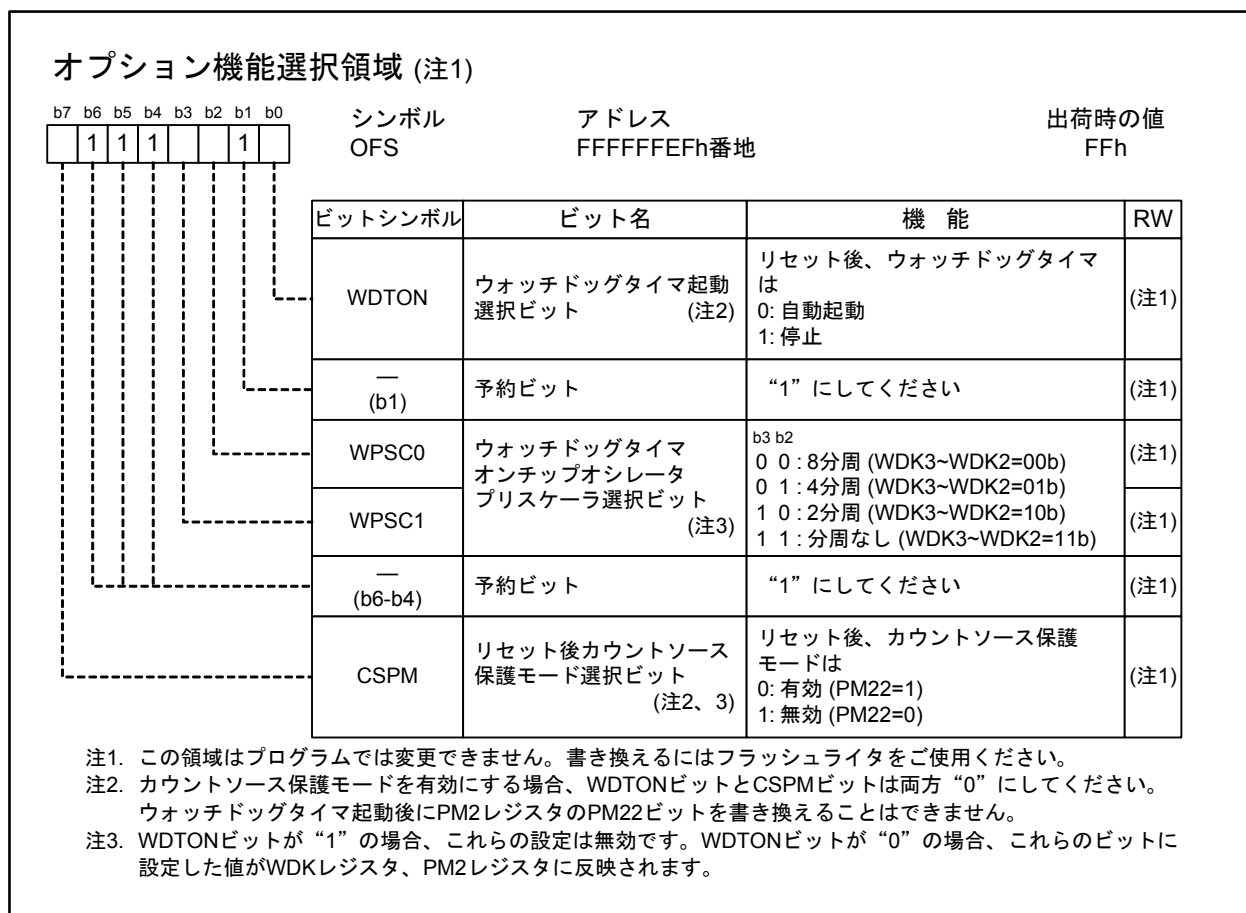 オプション機能選択領域 (注1)
b7 b6 b5 b4 b3 b2 b1 b0
1 1 1 1
シンボル
OFS
アドレス
FFFFFFEFh番地
出荷時の値
FFh
ビットシンボル ビット名 機 能 RW
WDTON
ウォッチドッグタイマ起動
選択ビット (注2)
リセット後、ウォッチドッグタイマ
は
0: 自動起動
1: 停止
(注1)
—
(b1)
予約ビット
“1”にしてください
(注1)
WPSC0
WPSC1
ウォッチドッグタイマ
オンチップオシレータ
プリスケーラ選択ビット
(注3)
b3 b2
0 0 : 8分周 (WDK3~WDK2=00b)
0 1 : 4分周 (WDK3~WDK2=01b)
1 0 : 2分周 (WDK3~WDK2=10b)
1 1 : 分周なし (WDK3~WDK2=11b)
(注1)
(注1)
—
(b6-b4)
予約ビット
“1”にしてください
(注1)
CSPM
リセット後カウントソース
保護モード選択ビット
(注2、3)
リセット後、カウントソース保護
モードは
0: 有効 (PM22=1)
1: 無効 (PM22=0)
(注1)
注1. この領域はプログラムでは変更できません。書き換えるにはフラッシュライタをご使用ください。
注2. カウントソース保護モードを有効にする場合、WDTONビットとCSPMビットは両方“0”にしてください。
ウォッチドッグタイマ起動後にPM2レジスタのPM22ビットを書き換えることはできません。
注3. WDTONビットが“1”の場合、これらの設定は無効です。WDTONビットが“0”の場合、これらのビットに
設定した値がWDKレジスタ、PM2レジスタに反映されます。